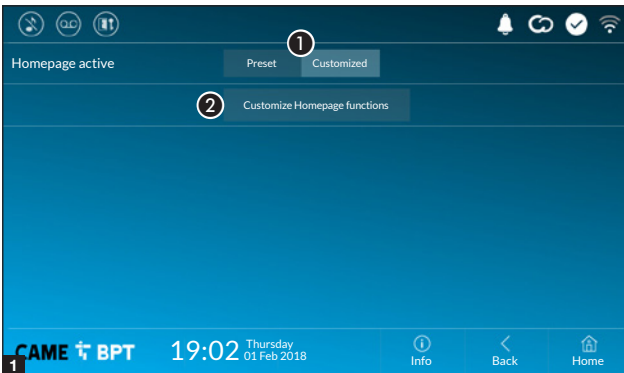 1
Homepage active Preset Customized
2 Customize Homepage functions
1 CAME BPT 19:02 Thursday
01 Feb 2018
Info Back Home